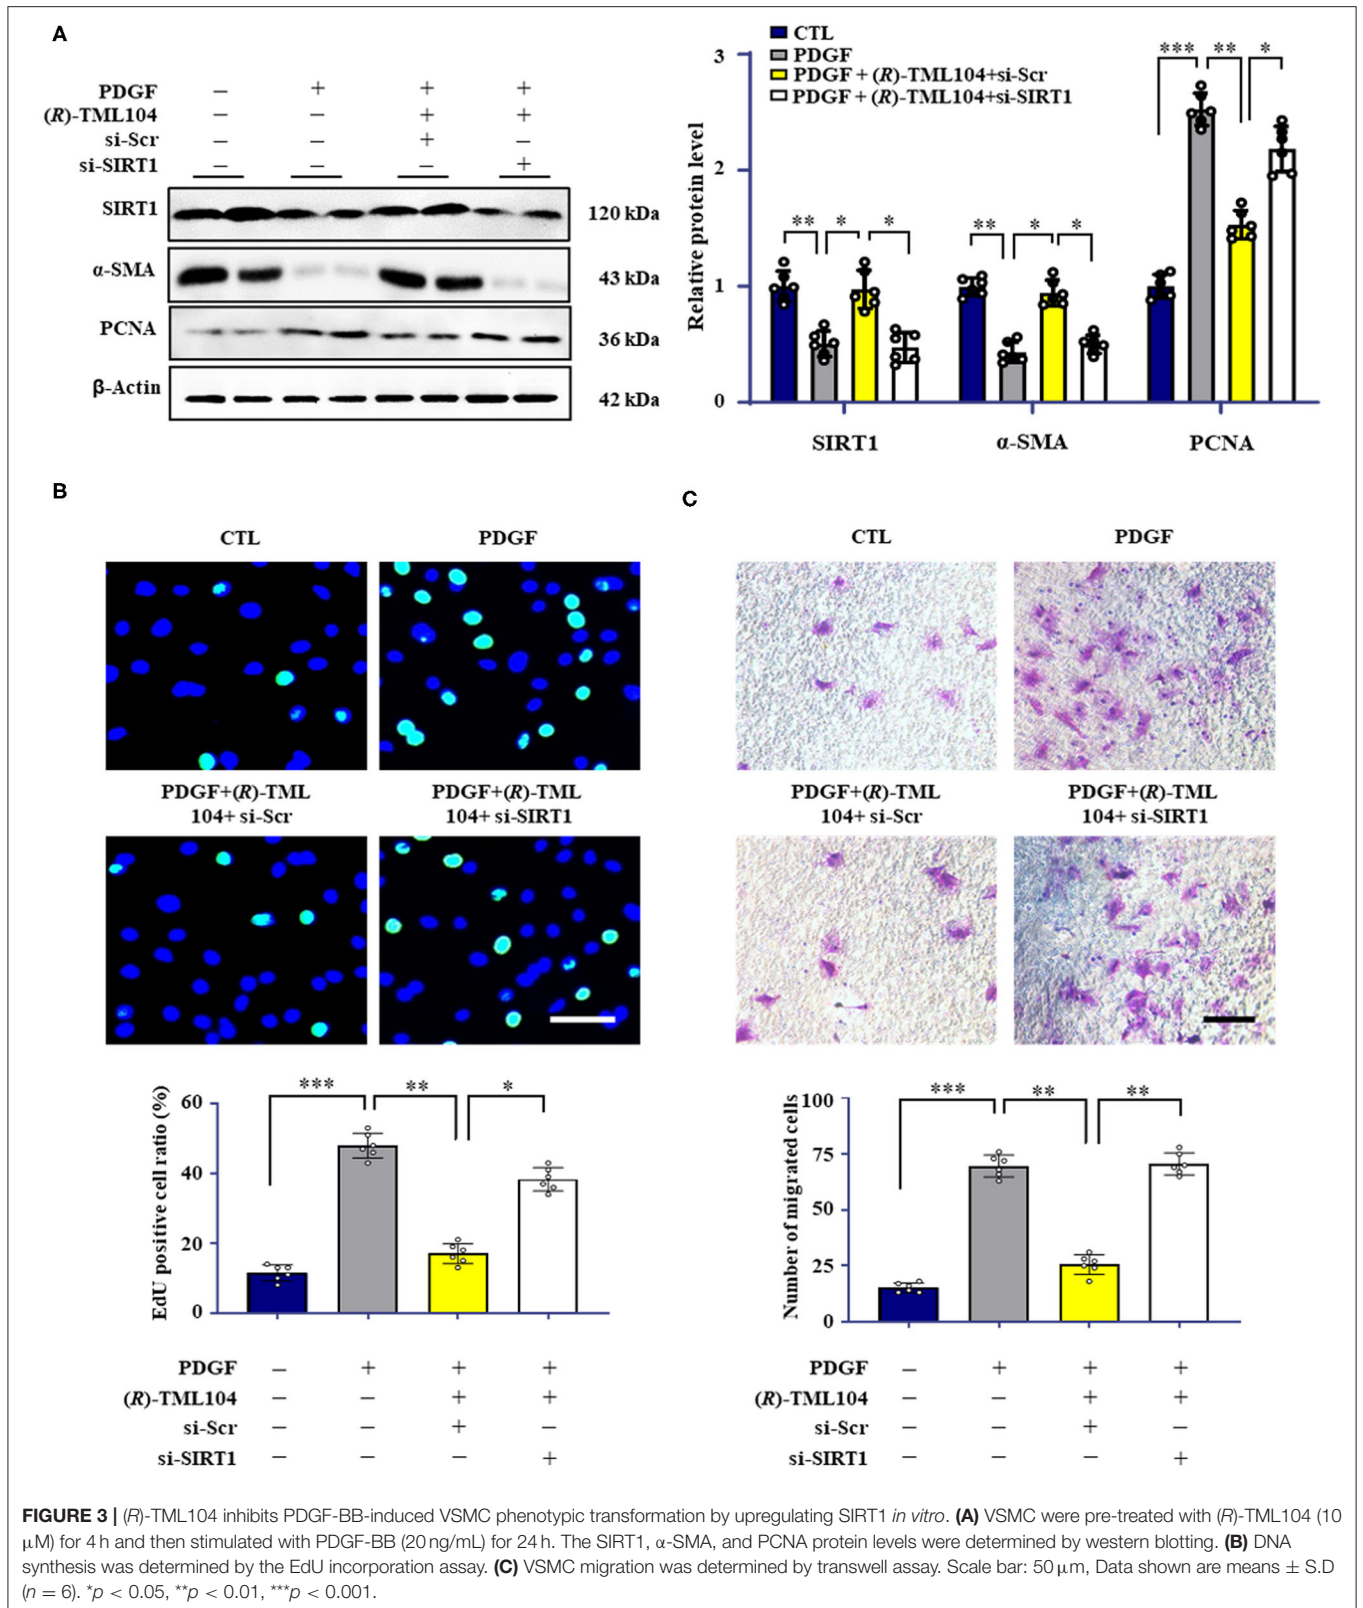 A
PDGF – + + +
(R)-TML104 – – + +
si-Scr – – + –
si-SIRT1 – – – +
SIRT1 120 kDa
α-SMA 43 kDa
PCNA 36 kDa
β-Actin 42 kDa
CTL
PDGF
PDGF + (R)-TML104+si-Scr
PDGF + (R)-TML104+si-SIRT1
Relative protein level
3
2
1
0
*** ** *
** * * ** * *
SIRT1 α-SMA PCNA
B
CTL PDGF
PDGF+(R)-TML
104+ si-Scr
PDGF+(R)-TML
104+ si-SIRT1
EdU positive cell ratio (%)
60
40
20
0
*** ** *
PDGF – + + +
(R)-TML104 – – + +
si-Scr – – + –
si-SIRT1 – – – +
C
CTL PDGF
PDGF+(R)-TML
104+ si-Scr
PDGF+(R)-TML
104+ si-SIRT1
Number of migrated cells
100
75
50
25
0
*** ** **
PDGF – + + +
(R)-TML104 – – + +
si-Scr – – + –
si-SIRT1 – – – +
FIGURE 3 | (R)-TML104 inhibits PDGF-BB-induced VSMC phenotypic transformation by upregulating SIRT1 in vitro. (A) VSMC were pre-treated with (R)-TML104 (10
μM) for 4 h and then stimulated with PDGF-BB (20 ng/mL) for 24 h. The SIRT1, α-SMA, and PCNA protein levels were determined by western blotting. (B) DNA
synthesis was determined by the EdU incorporation assay. (C) VSMC migration was determined by transwell assay. Scale bar: 50 μm, Data shown are means ± S.D
(n = 6). *p < 0.05, **p < 0.01, ***p < 0.001.